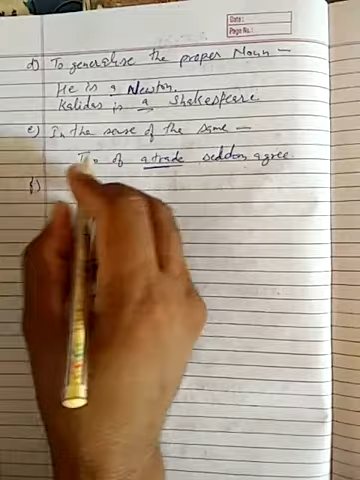 Date:
Page No.:
d) To generalise the proper Noun —
He is a Newton.
Kalidas is a Shakespeare
e) In the sense of the same —
of a trade seldom agree.
f)